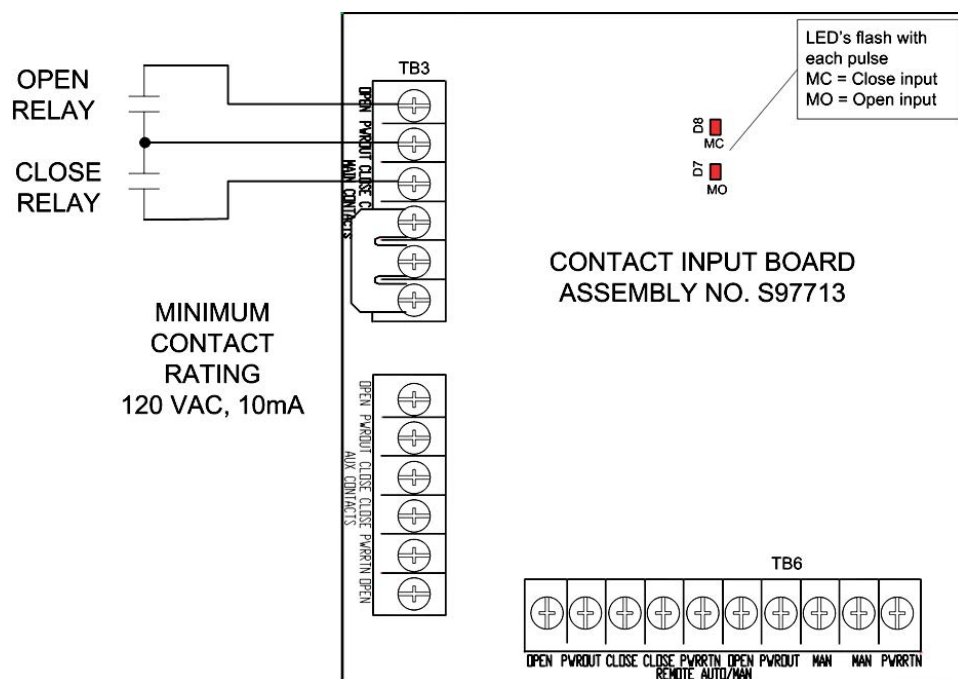 OPEN
RELAY
CLOSE
RELAY
MINIMUM
CONTACT
RATING
120 VAC, 10mA
TB3
OPEN PWROUT CLOSE C
MAIN CONTACTS
OPEN PWROUT CLOSE CLOSE PWRRTN OPEN
AUX CONTACTS
LED's flash with
each pulse
MC = Close input
MO = Open input
D8
MC
D7
MO
CONTACT INPUT BOARD
ASSEMBLY NO. S97713
TB6
OPEN PWROUT CLOSE CLOSE PWRRTN OPEN PWROUT MAN MAN PWRRTN
REMOTE AUTO/MAN